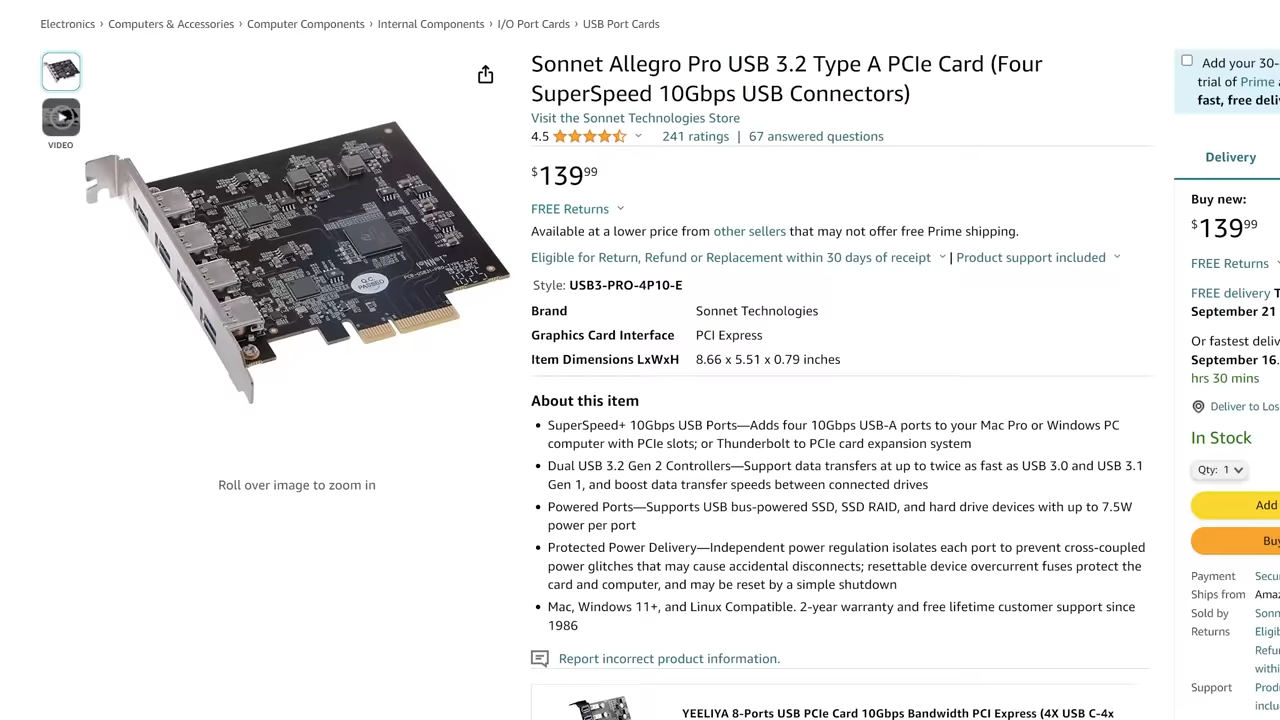 Electronics › Computers & Accessories › Computer Components › Internal Components › I/O Port Cards › USB Port Cards
VIDEO
Q.C.
PASSED
Roll over image to zoom in
Sonnet Allegro Pro USB 3.2 Type A PCIe Card (Four
SuperSpeed 10Gbps USB Connectors)
Visit the Sonnet Technologies Store
4.5 241 ratings | 67 answered questions
$13999
FREE Returns
Available at a lower price from other sellers that may not offer free Prime shipping.
Eligible for Return, Refund or Replacement within 30 days of receipt | Product support included
Style: USB3-PRO-4P10-E
Brand Sonnet Technologies
Graphics Card Interface PCI Express
Item Dimensions LxWxH 8.66 x 5.51 x 0.79 inches
About this item
• SuperSpeed+ 10Gbps USB Ports—Adds four 10Gbps USB-A ports to your Mac Pro or Windows PC
computer with PCIe slots; or Thunderbolt to PCIe card expansion system
• Dual USB 3.2 Gen 2 Controllers—Support data transfers at up to twice as fast as USB 3.0 and USB 3.1
Gen 1, and boost data transfer speeds between connected drives
• Powered Ports—Supports USB bus-powered SSD, SSD RAID, and hard drive devices with up to 7.5W
power per port
• Protected Power Delivery—Independent power regulation isolates each port to prevent cross-coupled
power glitches that may cause accidental disconnects; resettable device overcurrent fuses protect the
card and computer, and may be reset by a simple shutdown
• Mac, Windows 11+, and Linux Compatible. 2-year warranty and free lifetime customer support since
1986
Report incorrect product information.
YEELIYA 8-Ports USB PCIe Card 10Gbps Bandwidth PCI Express (4X USB C-4x
Add your 30-
trial of Prime
fast, free deli
Delivery
Buy new:
$13999
FREE Returns
FREE delivery T
September 21
Or fastest deliv
September 16.
hrs 30 mins
Deliver to Los
In Stock
Qty: 1
Add
Buy
Payment Secu
Ships from Amaz
Sold by Sonn
Returns Eligib
Refun
withi
Support Produ
inclu